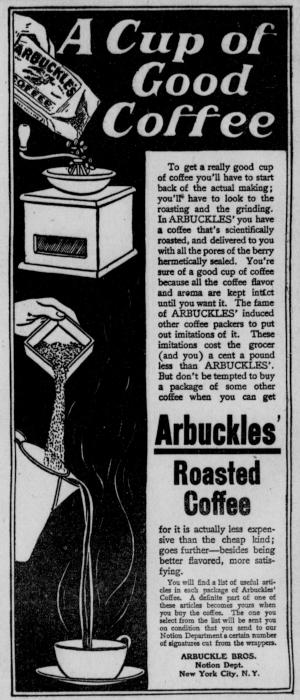 ARBUCKLES'
COFFEE
A Cup of
Good
Coffee
To get a really good cup
of coffee you'll have to start
back of the actual making;
you'll have to look to the
roasting and the grinding.
In ARBUCKLES' you have
a coffee that's scientifically
roasted, and delivered to you
with all the pores of the berry
hermetically sealed. You're
sure of a good cup of coffee
because all the coffee flavor
and aroma are kept intact
until you want it. The fame
of ARBUCKLES' induced
other coffee packers to put
out imitations of it. These
imitations cost the grocer
(and you) a cent a pound
less than ARBUCKLES'.
But don't be tempted to buy
a package of some other
coffee when you can get
Arbuckles'
Roasted
Coffee
for it is actually less expen-
sive than the cheap kind;
goes further—besides being
better flavored, more satis-
fying.
You will find a list of useful arti-
cles in each package of Arbuckles'
Coffee. A definite part of one of
these articles becomes yours when
you buy the coffee. The one you
select from the list will be sent you
on condition that you send to our
Notion Department a certain number
of signatures cut from the wrappers.
ARBUCKLE BROS.
Notion Dept.
New York City, N.Y.